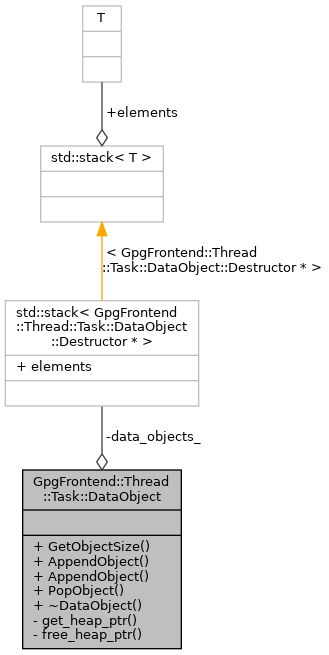 T
+elements
std::stack< T >
< GpgFrontend::Thread
::Task::DataObject::Destructor * >
std::stack< GpgFrontend
::Thread::Task::DataObject
::Destructor * >
+ elements
-data_objects_
GpgFrontend::Thread
::Task::DataObject
+ GetObjectSize()
+ AppendObject()
+ AppendObject()
+ PopObject()
+ ~DataObject()
- get_heap_ptr()
- free_heap_ptr()